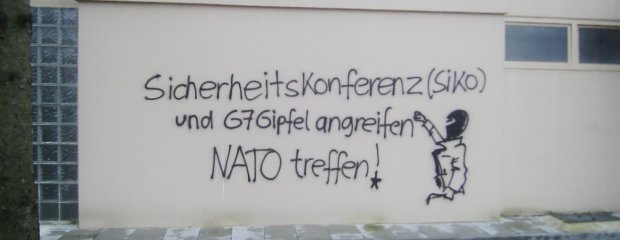 Sicherheitskonferenz (SiKO)
und G7 Gipfel angreifen
NATO treffen!